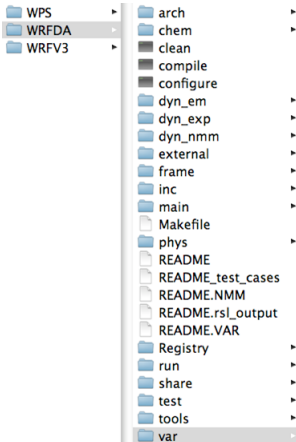 WPS
WRFDA
WRFV3
arch
chem
clean
compile
configure
dyn_em
dyn_exp
dyn_nmm
external
frame
inc
main
Makefile
phys
README
README_test_cases
README.NMM
README.rsl_output
README.VAR
Registry
run
share
test
tools
var